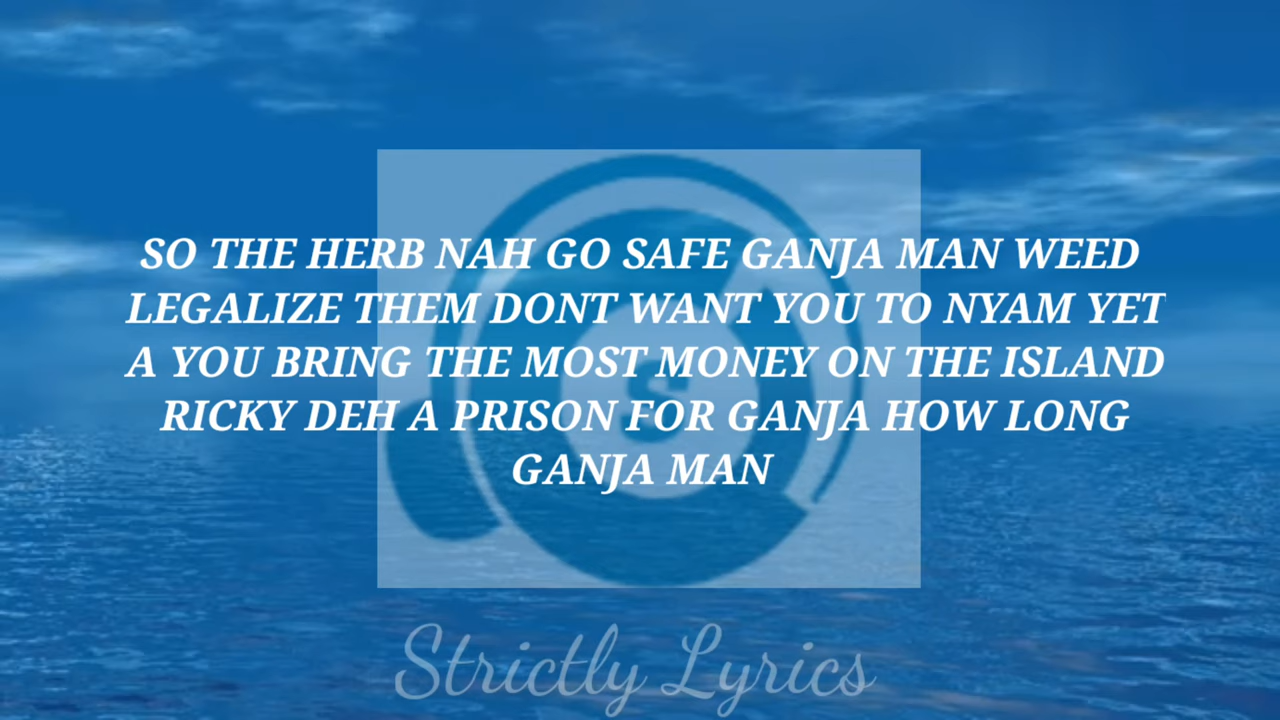 SO THE HERB NAH GO SAFE GANJA MAN WEED
LEGALIZE THEM DONT WANT YOU TO NYAM YET
A YOU BRING THE MOST MONEY ON THE ISLAND
RICKY DEH A PRISON FOR GANJA HOW LONG
GANJA MAN
S
Strictly Lyrics